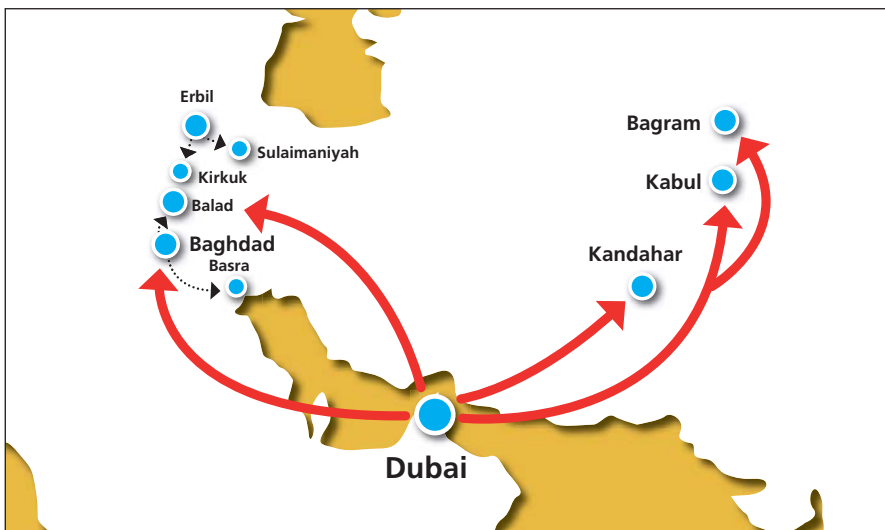 Erbil
Sulaimaniyah
Kirkuk
Balad
Baghdad
Basra
Bagram
Kabul
Kandahar
Dubai